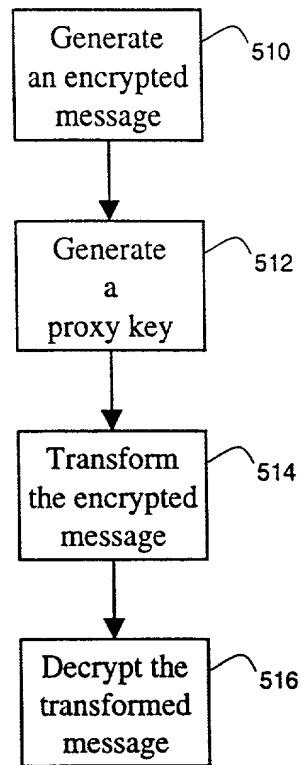 Generate
an encrypted
message
510
Generate
a
proxy key
512
Transform
the encrypted
message
514
Decrypt the
transformed
message
516